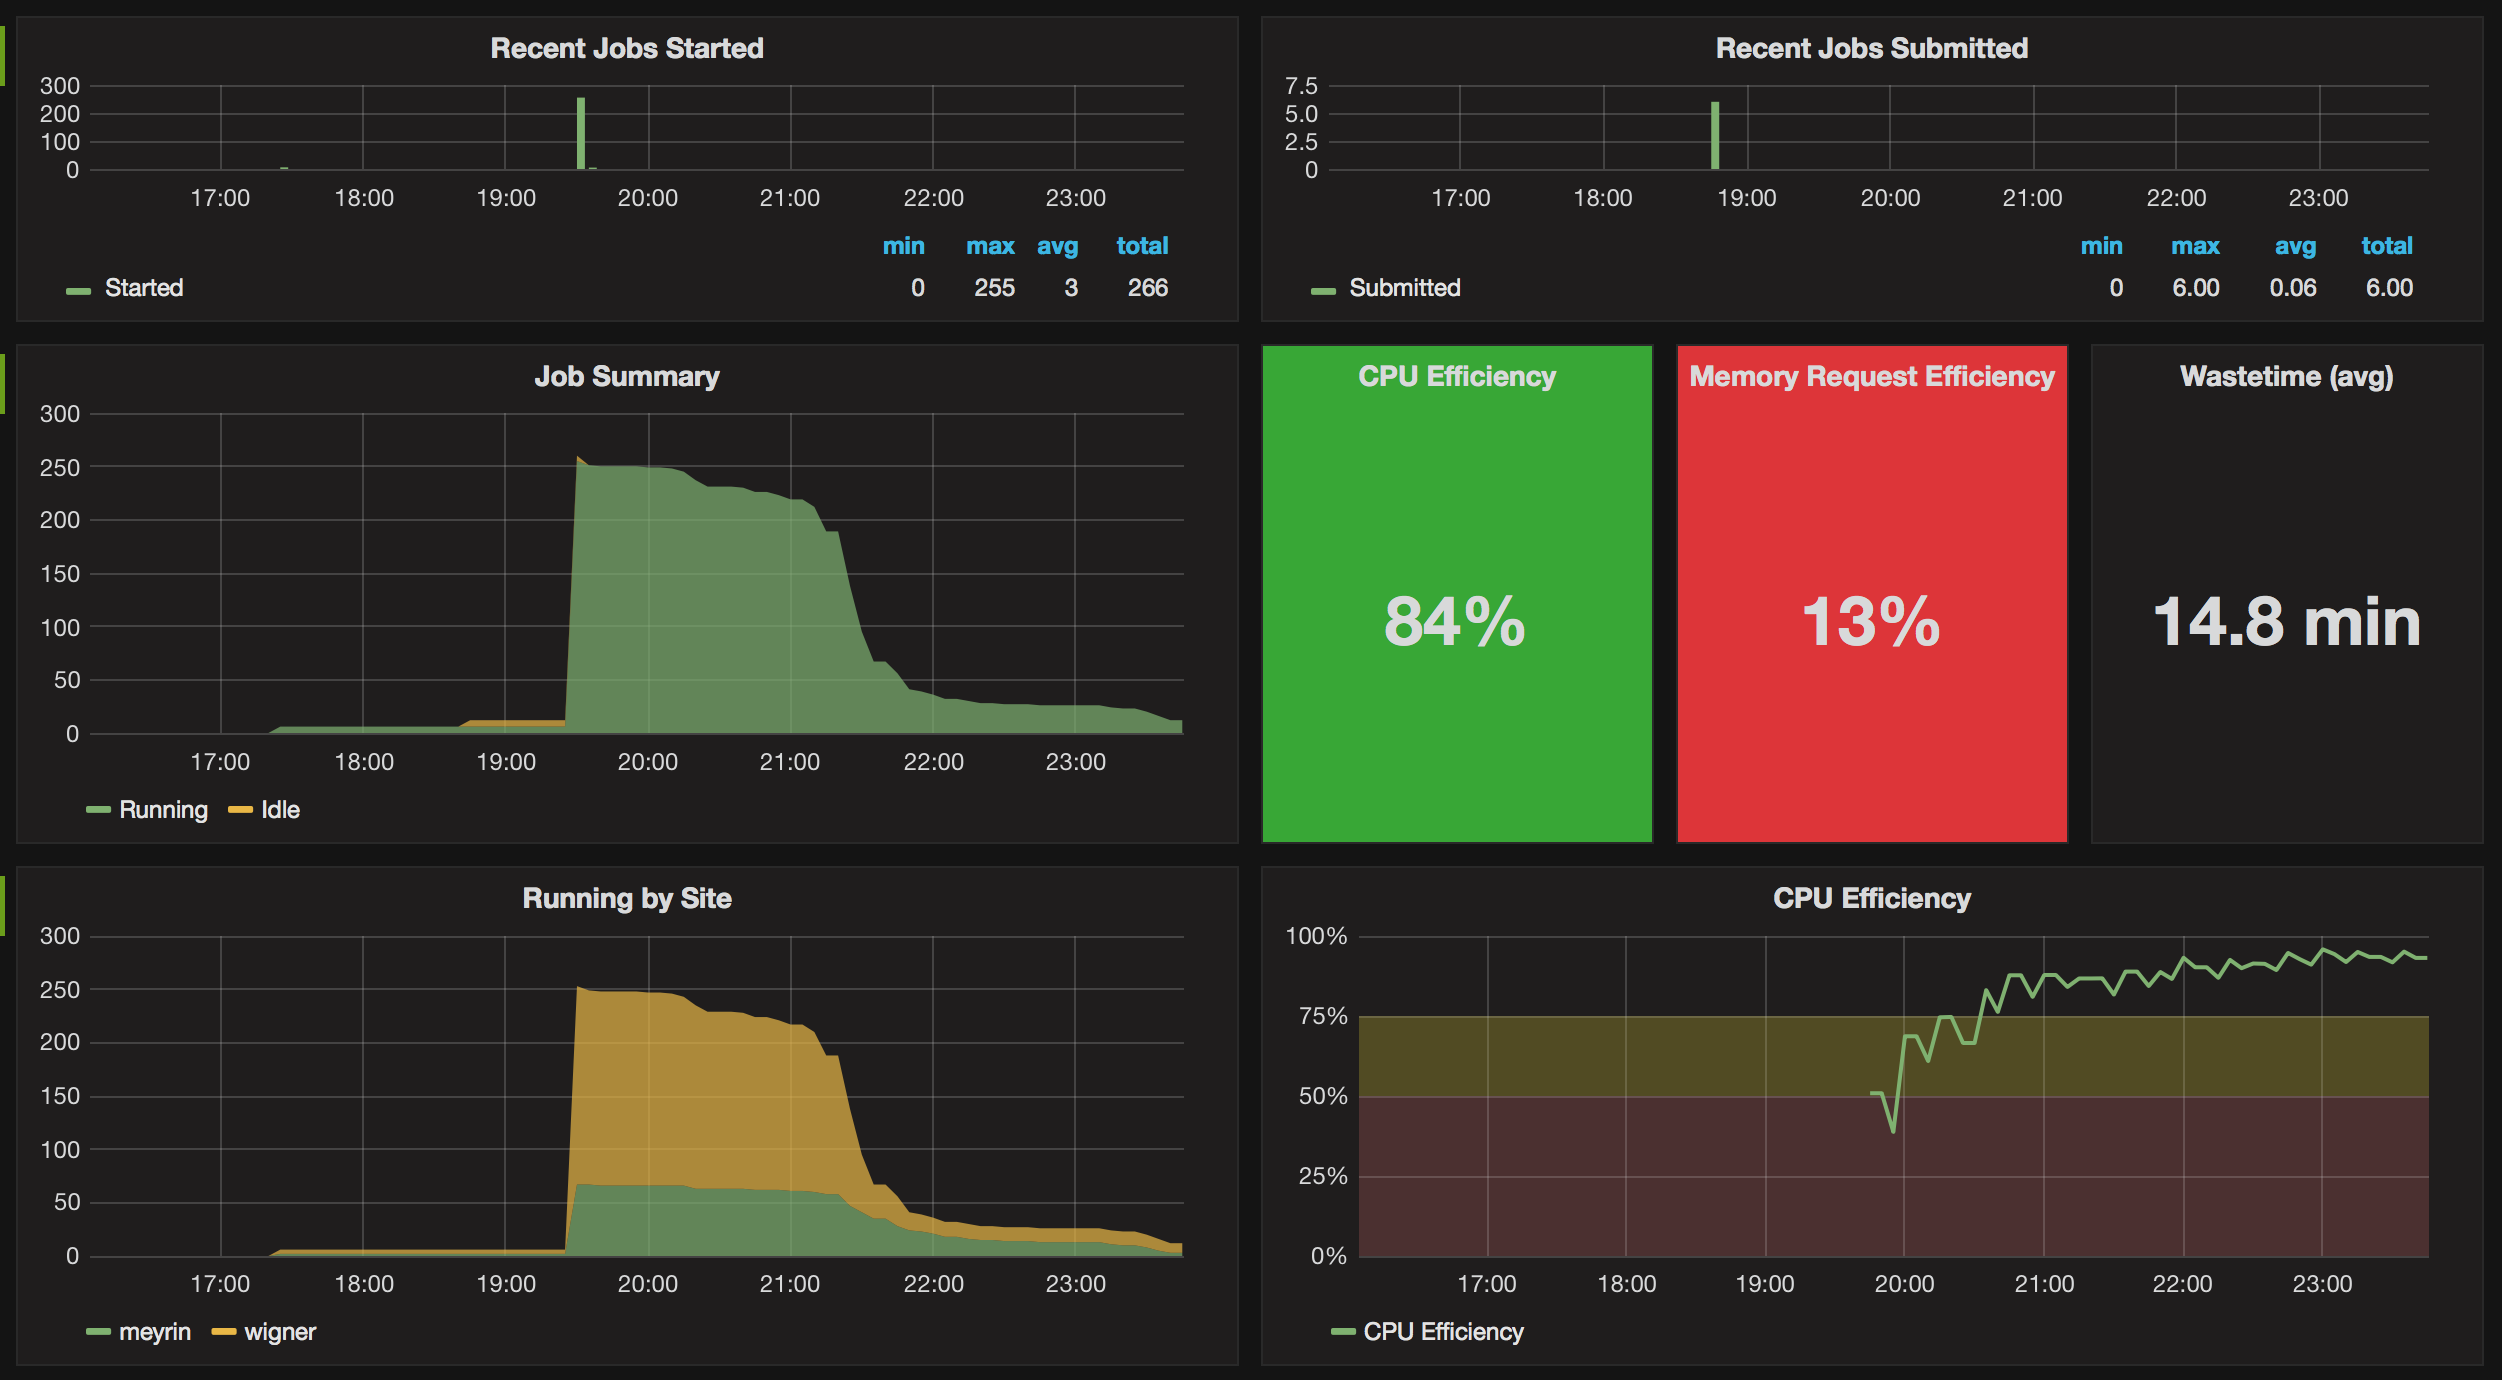 Recent Jobs Started
300
200
100
0
17:00 18:00 19:00 20:00 21:00 22:00 23:00
min max avg total
Started 0 255 3 266
Recent Jobs Submitted
7.5
5.0
2.5
0
17:00 18:00 19:00 20:00 21:00 22:00 23:00
min max avg total
Submitted 0 6.00 0.06 6.00
Job Summary
300
250
200
150
100
50
0
17:00 18:00 19:00 20:00 21:00 22:00 23:00
Running Idle
CPU Efficiency
84%
Memory Request Efficiency
13%
Wastetime (avg)
14.8 min
Running by Site
300
250
200
150
100
50
0
17:00 18:00 19:00 20:00 21:00 22:00 23:00
meyrin wigner
CPU Efficiency
100%
75%
50%
25%
0%
17:00 18:00 19:00 20:00 21:00 22:00 23:00
CPU Efficiency